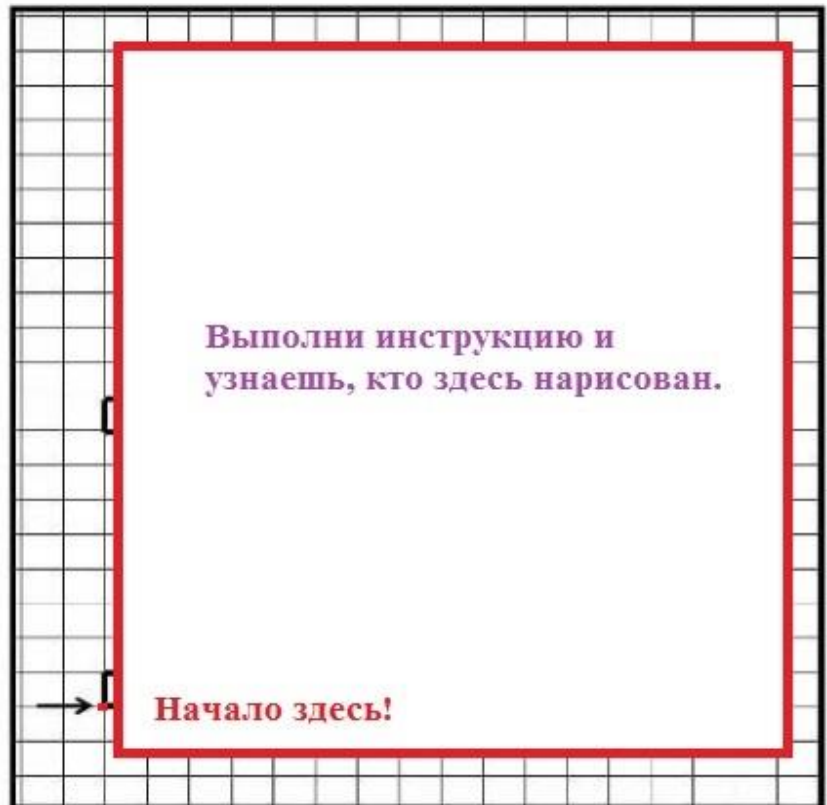 Выполни инструкцию и
узнаешь, кто здесь нарисован.
Начало здесь!